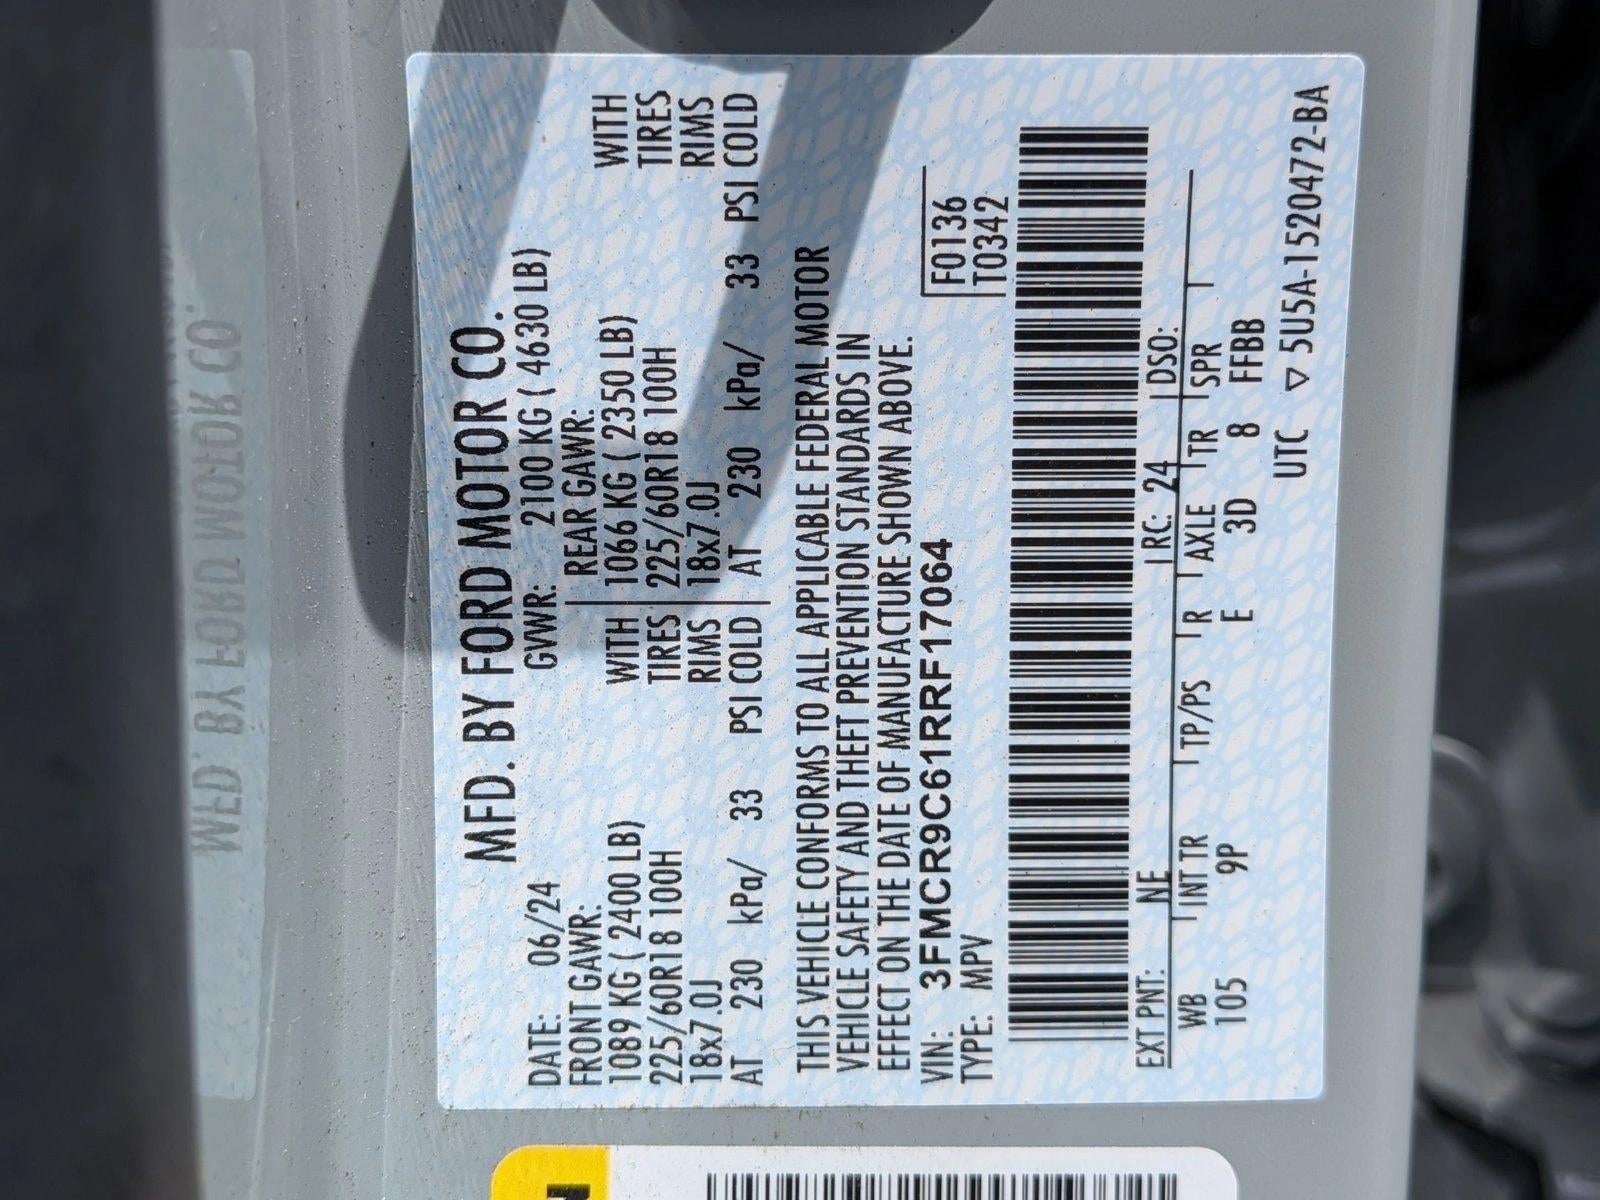 MFD. BY FORD MOTOR CO.
DATE: 06/24 GVWR: 2100 KG ( 4630 LB)
FRONT GAWR: REAR GAWR:
1089 KG ( 2400 LB) WITH 1066 KG ( 2350 LB) WITH
225/60R18 100H TIRES 225/60R18 100H TIRES
18x7.0J RIMS 18x7.0J RIMS
AT 230 kPa/ 33 PSI COLD AT 230 kPa/ 33 PSI COLD
THIS VEHICLE CONFORMS TO ALL APPLICABLE FEDERAL MOTOR
VEHICLE SAFETY AND THEFT PREVENTION STANDARDS IN
EFFECT ON THE DATE OF MANUFACTURE SHOWN ABOVE.
VIN: 3FMCR9C61RRF17064 F0136
TYPE: MPV T0342
EXT PNT: NE RC: 24 DSO:
WB INT TR TP/PS R AXLE TR SPR
105 9P E 3D 8 FFBB
UTC ▽ 5U5A-1520472-BA
MFD. BY FORD MOTOR CO.